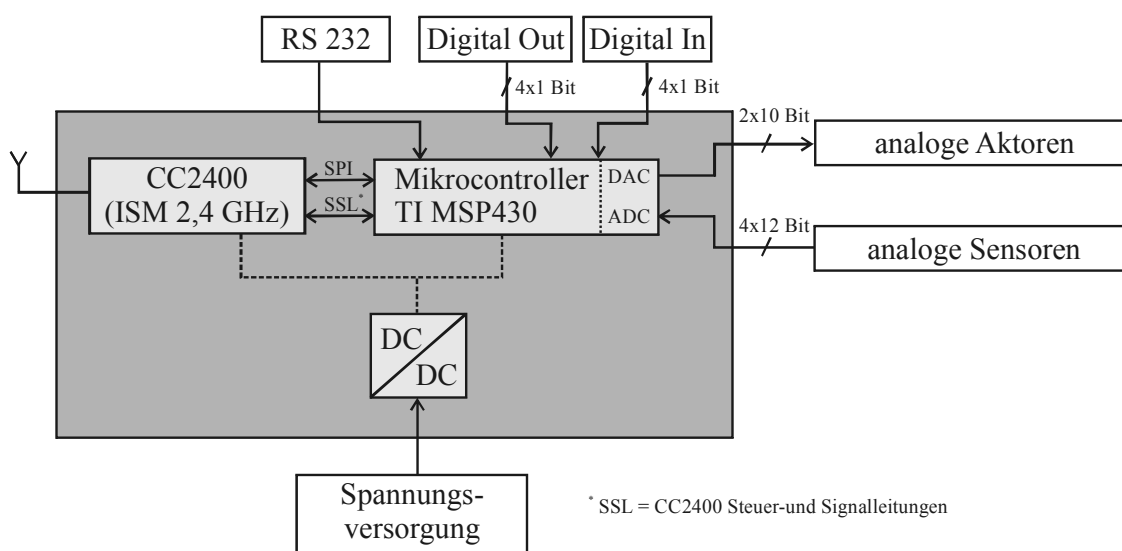 RS 232
Digital Out
Digital In
4x1 Bit
4x1 Bit
2x10 Bit
analoge Aktoren
CC2400
(ISM 2,4 GHz)
SPI
SSL*
Mikrocontroller
TI MSP430
DAC
ADC
4x12 Bit
analoge Sensoren
DC
DC
Spannungs-
versorgung
* SSL = CC2400 Steuer-und Signalleitungen